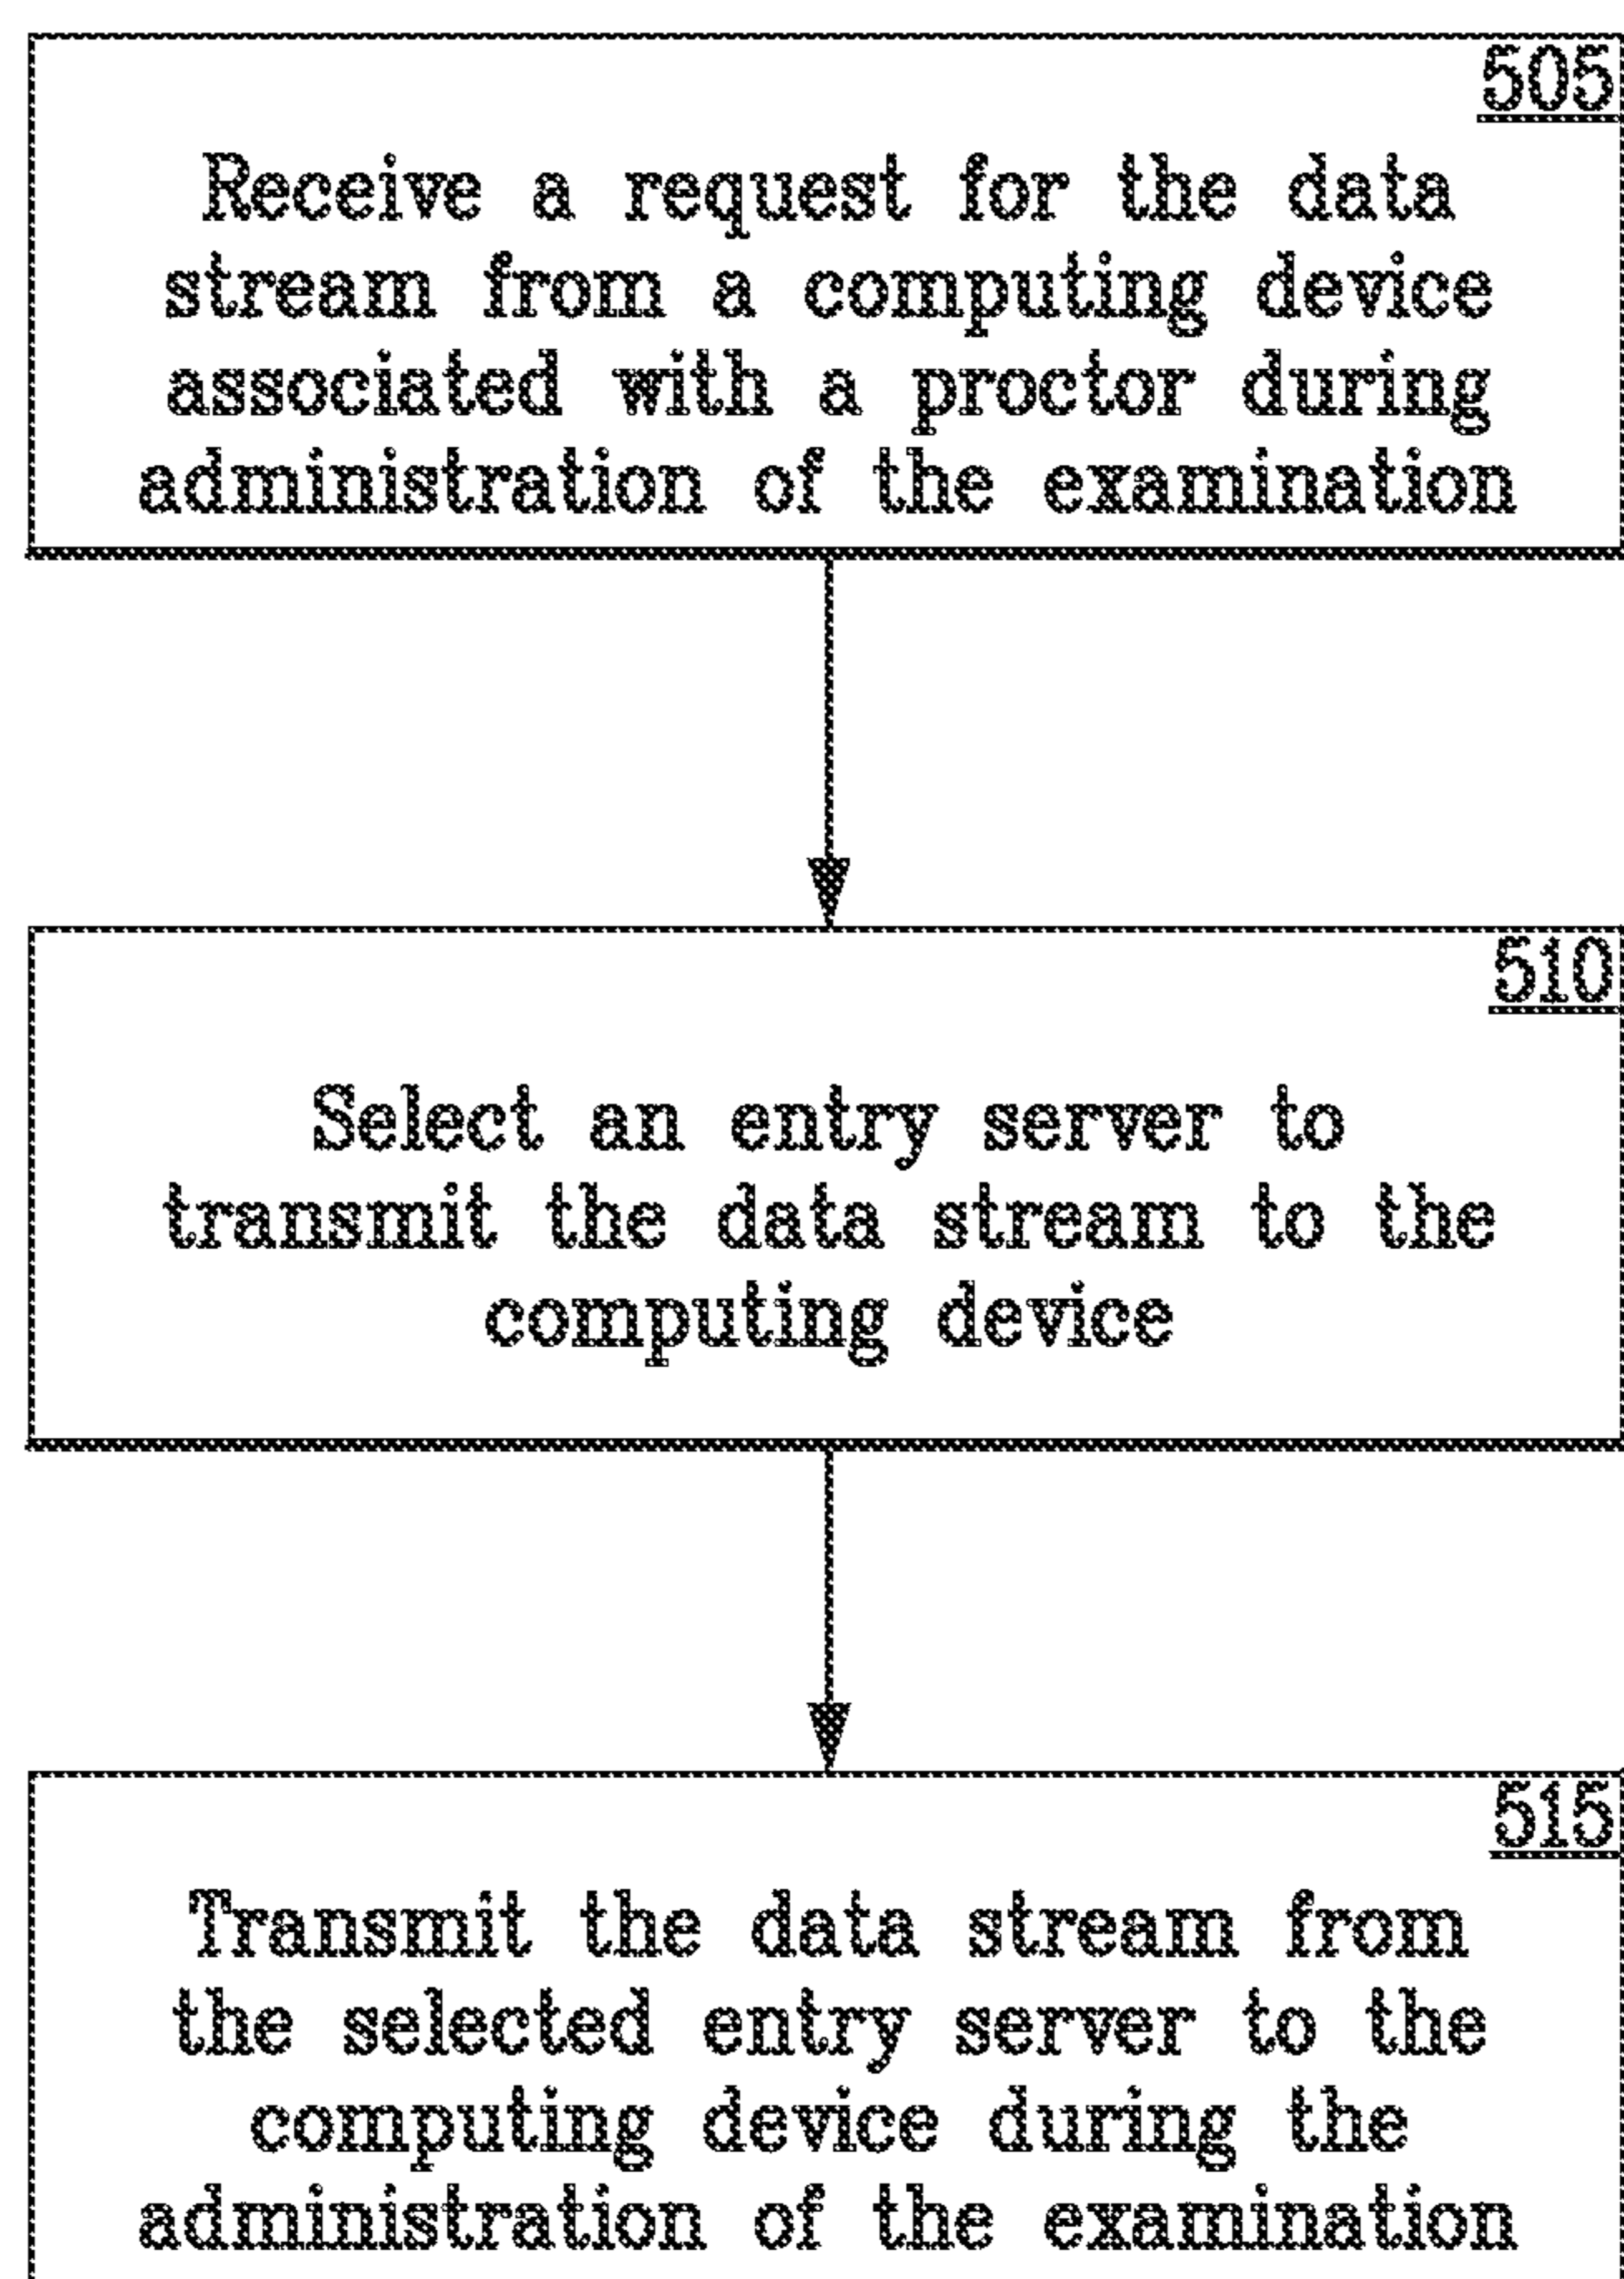 505
Receive a request for the data
stream from a computing device
associated with a proctor during
administration of the examination
510
Select an entry server to
transmit the data stream to the
computing device
515
Transmit the data stream from
the selected entry server to the
computing device during the
administration of the examination